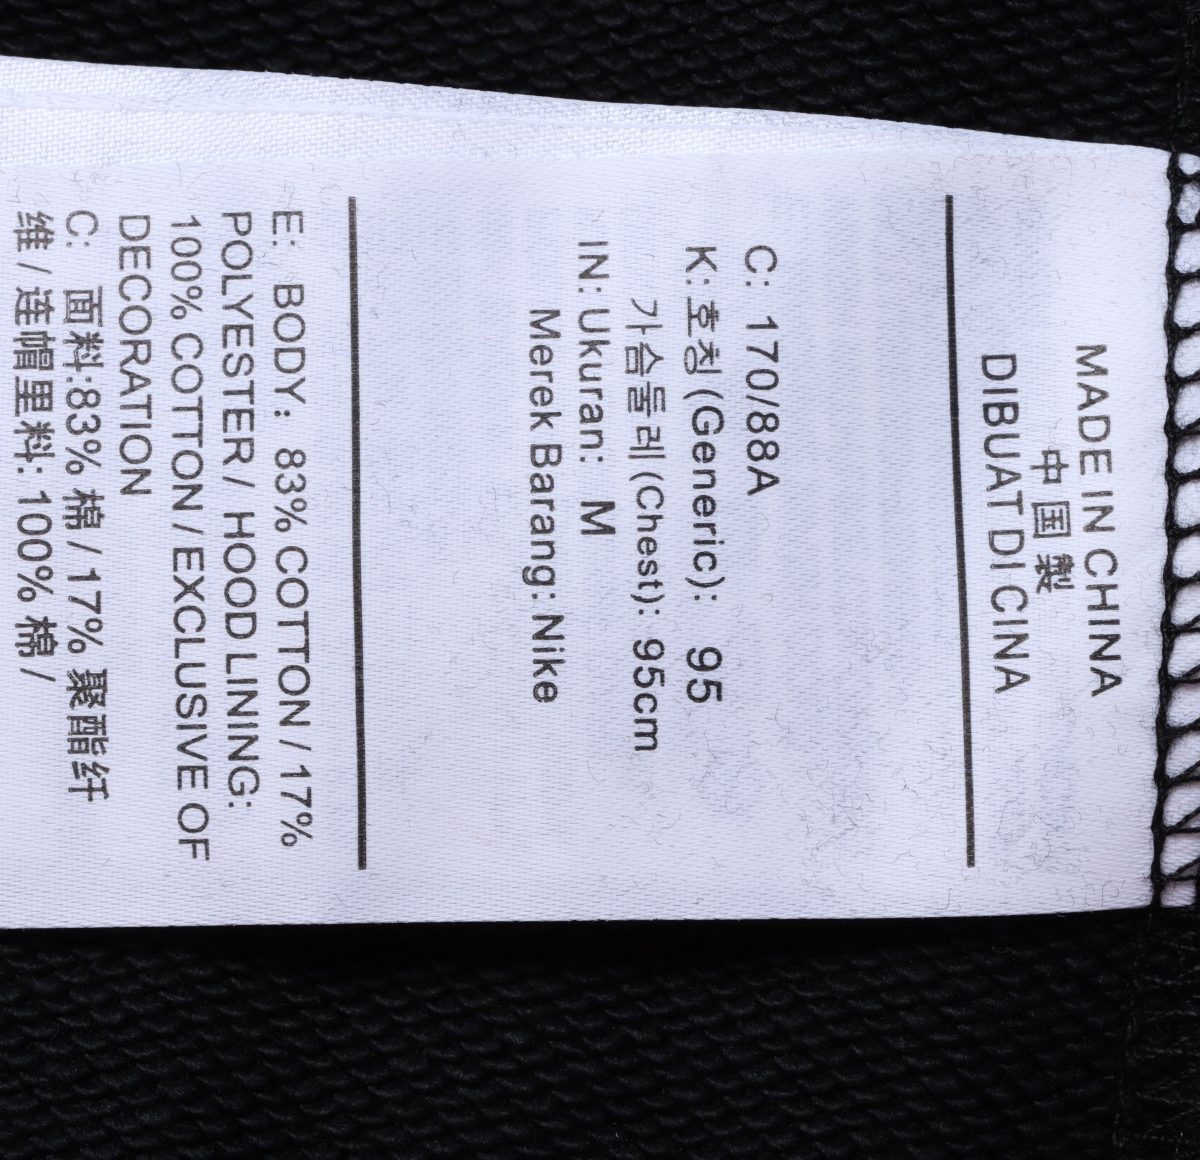 MADE IN CHINA
中国製
DIBUAT DI CINA
C: 170/88A
K: 호칭 (Generic): 95
가슴둘레 (Chest): 95cm
IN: Ukuran: M
Merek Barang: Nike
E: BODY: 83% COTTON / 17%
POLYESTER / HOOD LINING:
100% COTTON / EXCLUSIVE OF
DECORATION
C: 面料:83% 棉 / 17% 聚酯纤
维 / 连帽里料: 100% 棉 /